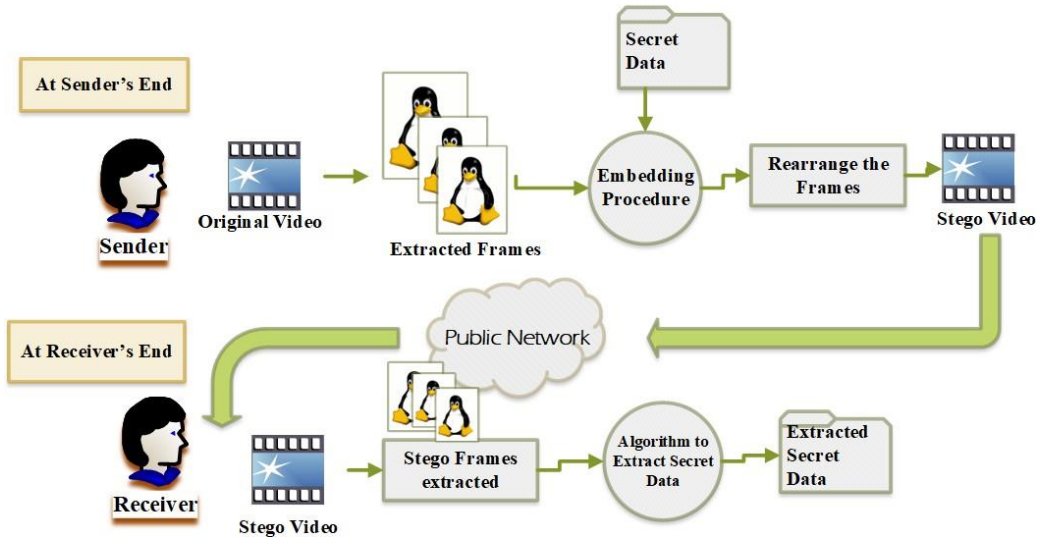 At Sender's End
Secret
Data
Embedding
Procedure
Rearrange the
Frames
Original Video
Extracted Frames
Stego Video
Sender
Public Network
At Receiver's End
Stego Frames
extracted
Algorithm to
Extract Secret
Data
Extracted
Secret
Data
Receiver
Stego Video